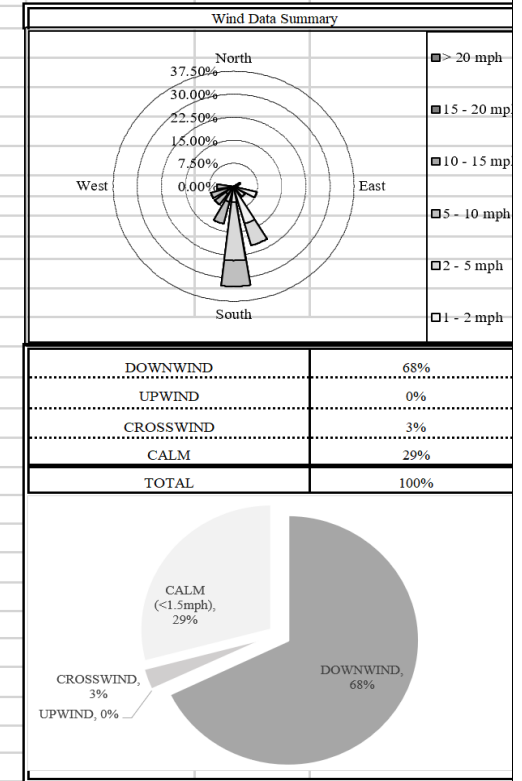 Wind Data Summary
North
37.50%
30.00%
22.50%
15.00%
7.50%
0.00%
West
East
South
> 20 mph
15 - 20 mp
10 - 15 mp
5 - 10 mph
2 - 5 mph
1 - 2 mph
DOWNWIND 68%
UPWIND 0%
CROSSWIND 3%
CALM 29%
TOTAL 100%
CALM
(<1.5mph),
29%
CROSSWIND,
3%
UPWIND, 0%
DOWNWIND,
68%